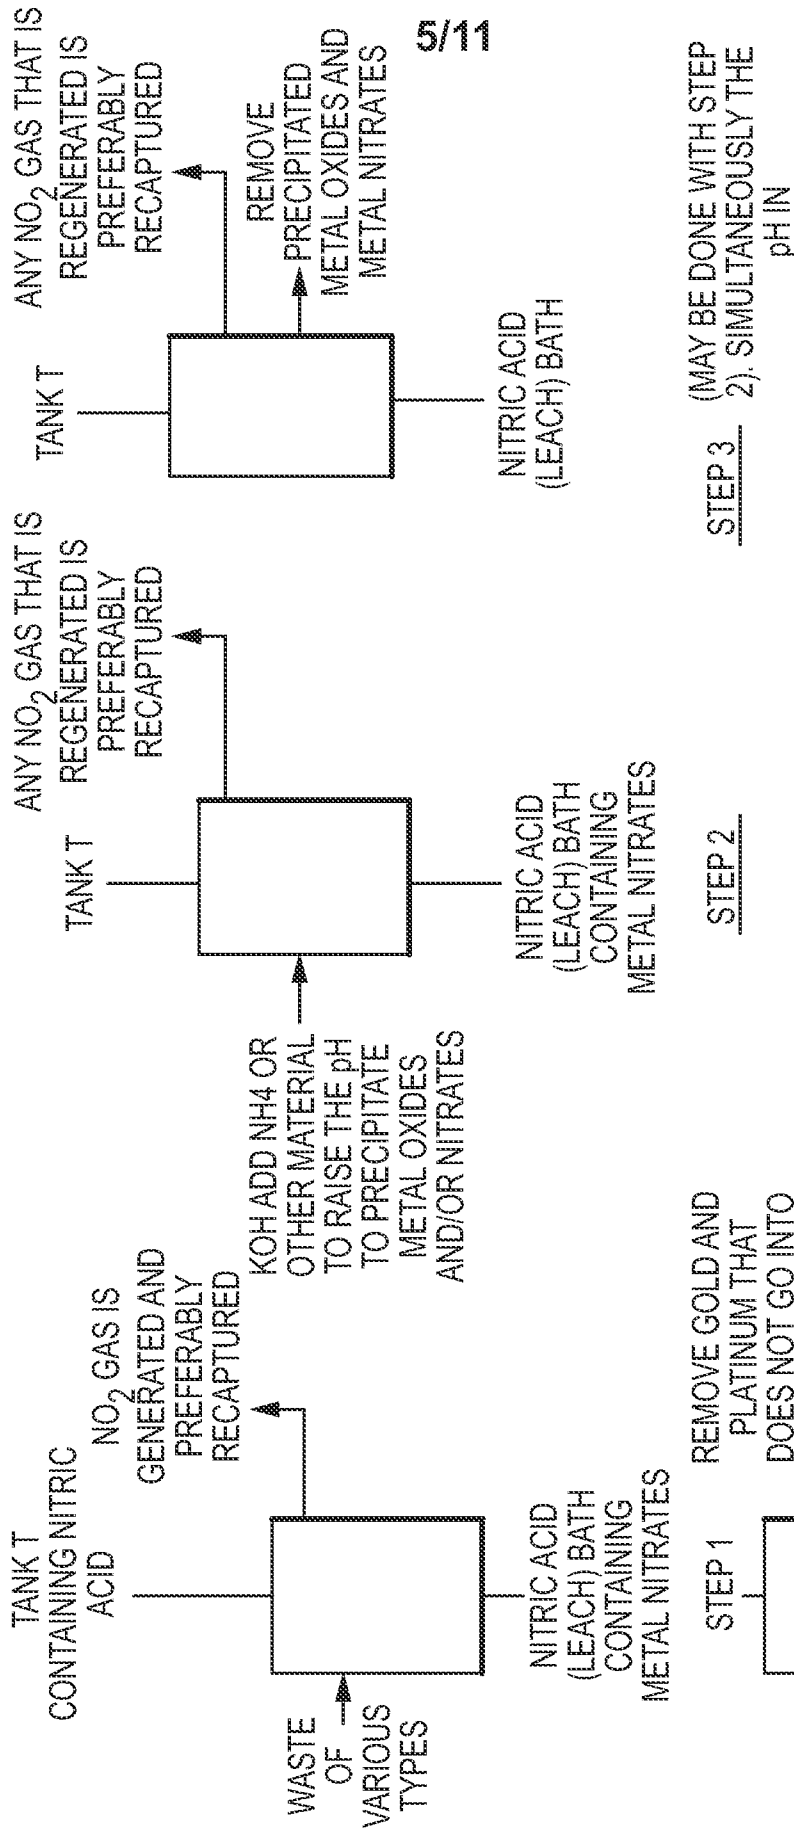 5/11
TANK T
CONTAINING NITRIC
ACID
NO2 GAS IS
GENERATED AND
PREFERABLY
RECAPTURED
WASTE
OF
VARIOUS
TYPES
NITRIC ACID
(LEACH) BATH
CONTAINING
METAL NITRATES
STEP 1
REMOVE GOLD AND
PLATINUM THAT
DOES NOT GO INTO
TANK T
ANY NO2 GAS THAT IS
REGENERATED IS
PREFERABLY
RECAPTURED
KOH ADD NH4 OR
OTHER MATERIAL
TO RAISE THE pH
TO PRECIPITATE
METAL OXIDES
AND/OR NITRATES
NITRIC ACID
(LEACH) BATH
CONTAINING
METAL NITRATES
STEP 2
TANK T
ANY NO2 GAS THAT IS
REGENERATED IS
PREFERABLY
RECAPTURED
REMOVE
PRECIPITATED
METAL OXIDES AND
METAL NITRATES
NITRIC ACID
(LEACH) BATH
STEP 3
(MAY BE DONE WITH STEP
2). SIMULTANEOUSLY THE
pH IN